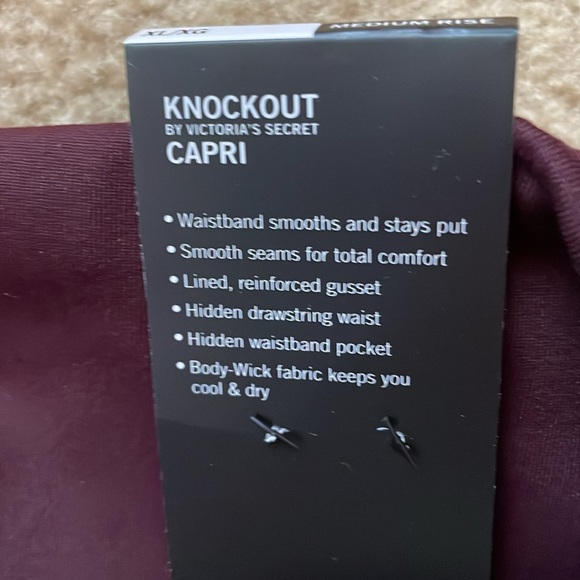 XL/XG
MEDIUM RISE
KNOCKOUT
BY VICTORIA'S SECRET
CAPRI
• Waistband smooths and stays put
• Smooth seams for total comfort
• Lined, reinforced gusset
• Hidden drawstring waist
• Hidden waistband pocket
• Body-Wick fabric keeps you
cool & dry